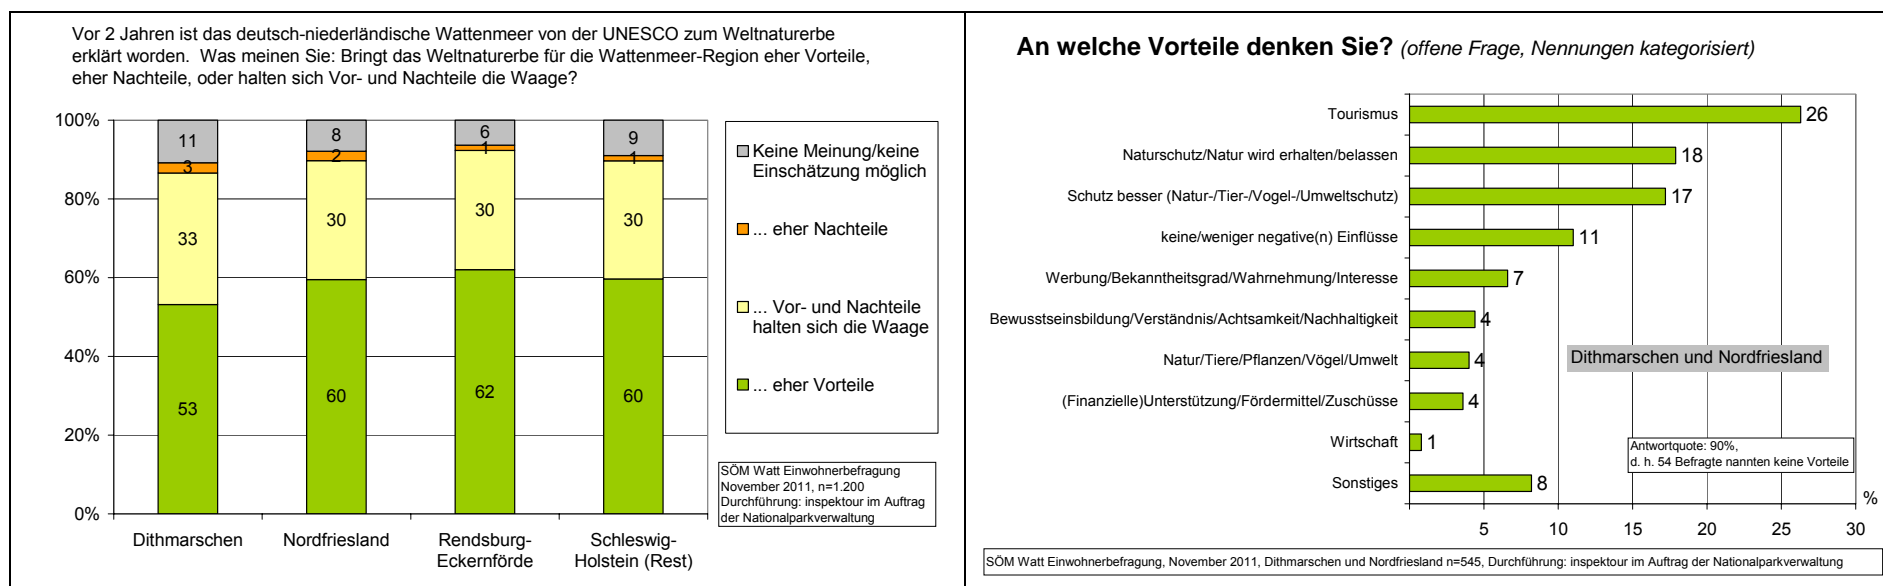 Vor 2 Jahren ist das deutsch-niederländische Wattenmeer von der UNESCO zum Weltnaturerbe
erklärt worden. Was meinen Sie: Bringt das Weltnaturerbe für die Wattenmeer-Region eher Vorteile,
eher Nachteile, oder halten sich Vor- und Nachteile die Waage?
100%
80%
60%
40%
20%
0%
11
3
33
53
8
2
30
60
6
1
30
62
9
1
30
60
Dithmarschen
Nordfriesland
Rendsburg-
Eckernförde
Schleswig-
Holstein (Rest)
Keine Meinung/keine
Einschätzung möglich
... eher Nachteile
... Vor- und Nachteile
halten sich die Waage
... eher Vorteile
SÖM Watt Einwohnerbefragung
November 2011, n=1.200
Durchführung: inspektour im Auftrag
der Nationalparkverwaltung
An welche Vorteile denken Sie? (offene Frage, Nennungen kategorisiert)
Tourismus 26
Naturschutz/Natur wird erhalten/belassen 18
Schutz besser (Natur-/Tier-/Vogel-/Umweltschutz) 17
keine/weniger negative(n) Einflüsse 11
Werbung/Bekanntheitsgrad/Wahrnehmung/Interesse 7
Bewusstseinsbildung/Verständnis/Achtsamkeit/Nachhaltigkeit 4
Natur/Tiere/Pflanzen/Vögel/Umwelt 4
Dithmarschen und Nordfriesland
(Finanzielle)Unterstützung/Fördermittel/Zuschüsse 4
Wirtschaft 1
Antwortquote: 90%,
d. h. 54 Befragte nannten keine Vorteile
Sonstiges 8
%
5 10 15 20 25 30
SÖM Watt Einwohnerbefragung, November 2011, Dithmarschen und Nordfriesland n=545, Durchführung: inspektour im Auftrag der Nationalparkverwaltung